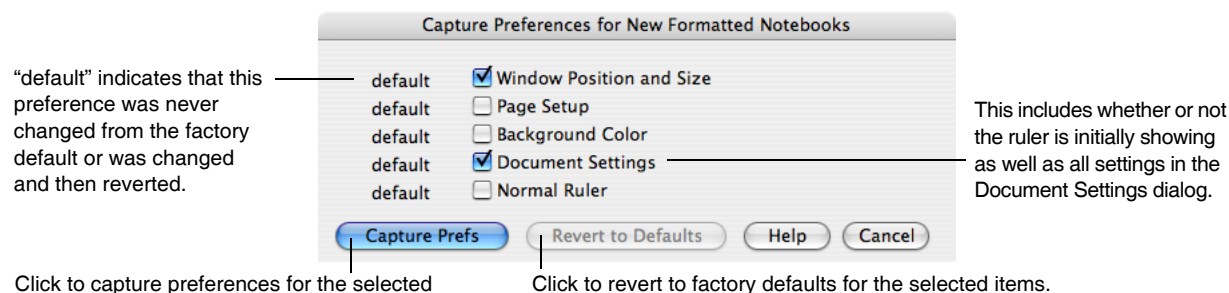 Capture Preferences for New Formatted Notebooks
“default” indicates that this
preference was never
changed from the factory
default or was changed
and then reverted.
default Window Position and Size
default Page Setup
default Background Color
default Document Settings
default Normal Ruler
This includes whether or not
the ruler is initially showing
as well as all settings in the
Document Settings dialog.
Capture Prefs Revert to Defaults Help Cancel
Click to capture preferences for the selected
Click to revert to factory defaults for the selected items.